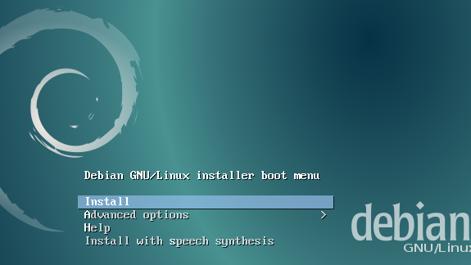 Debian GNU/Linux installer boot menu
Install
Advanced options >
Help
Install with speech synthesis
debian
GNU/Linux